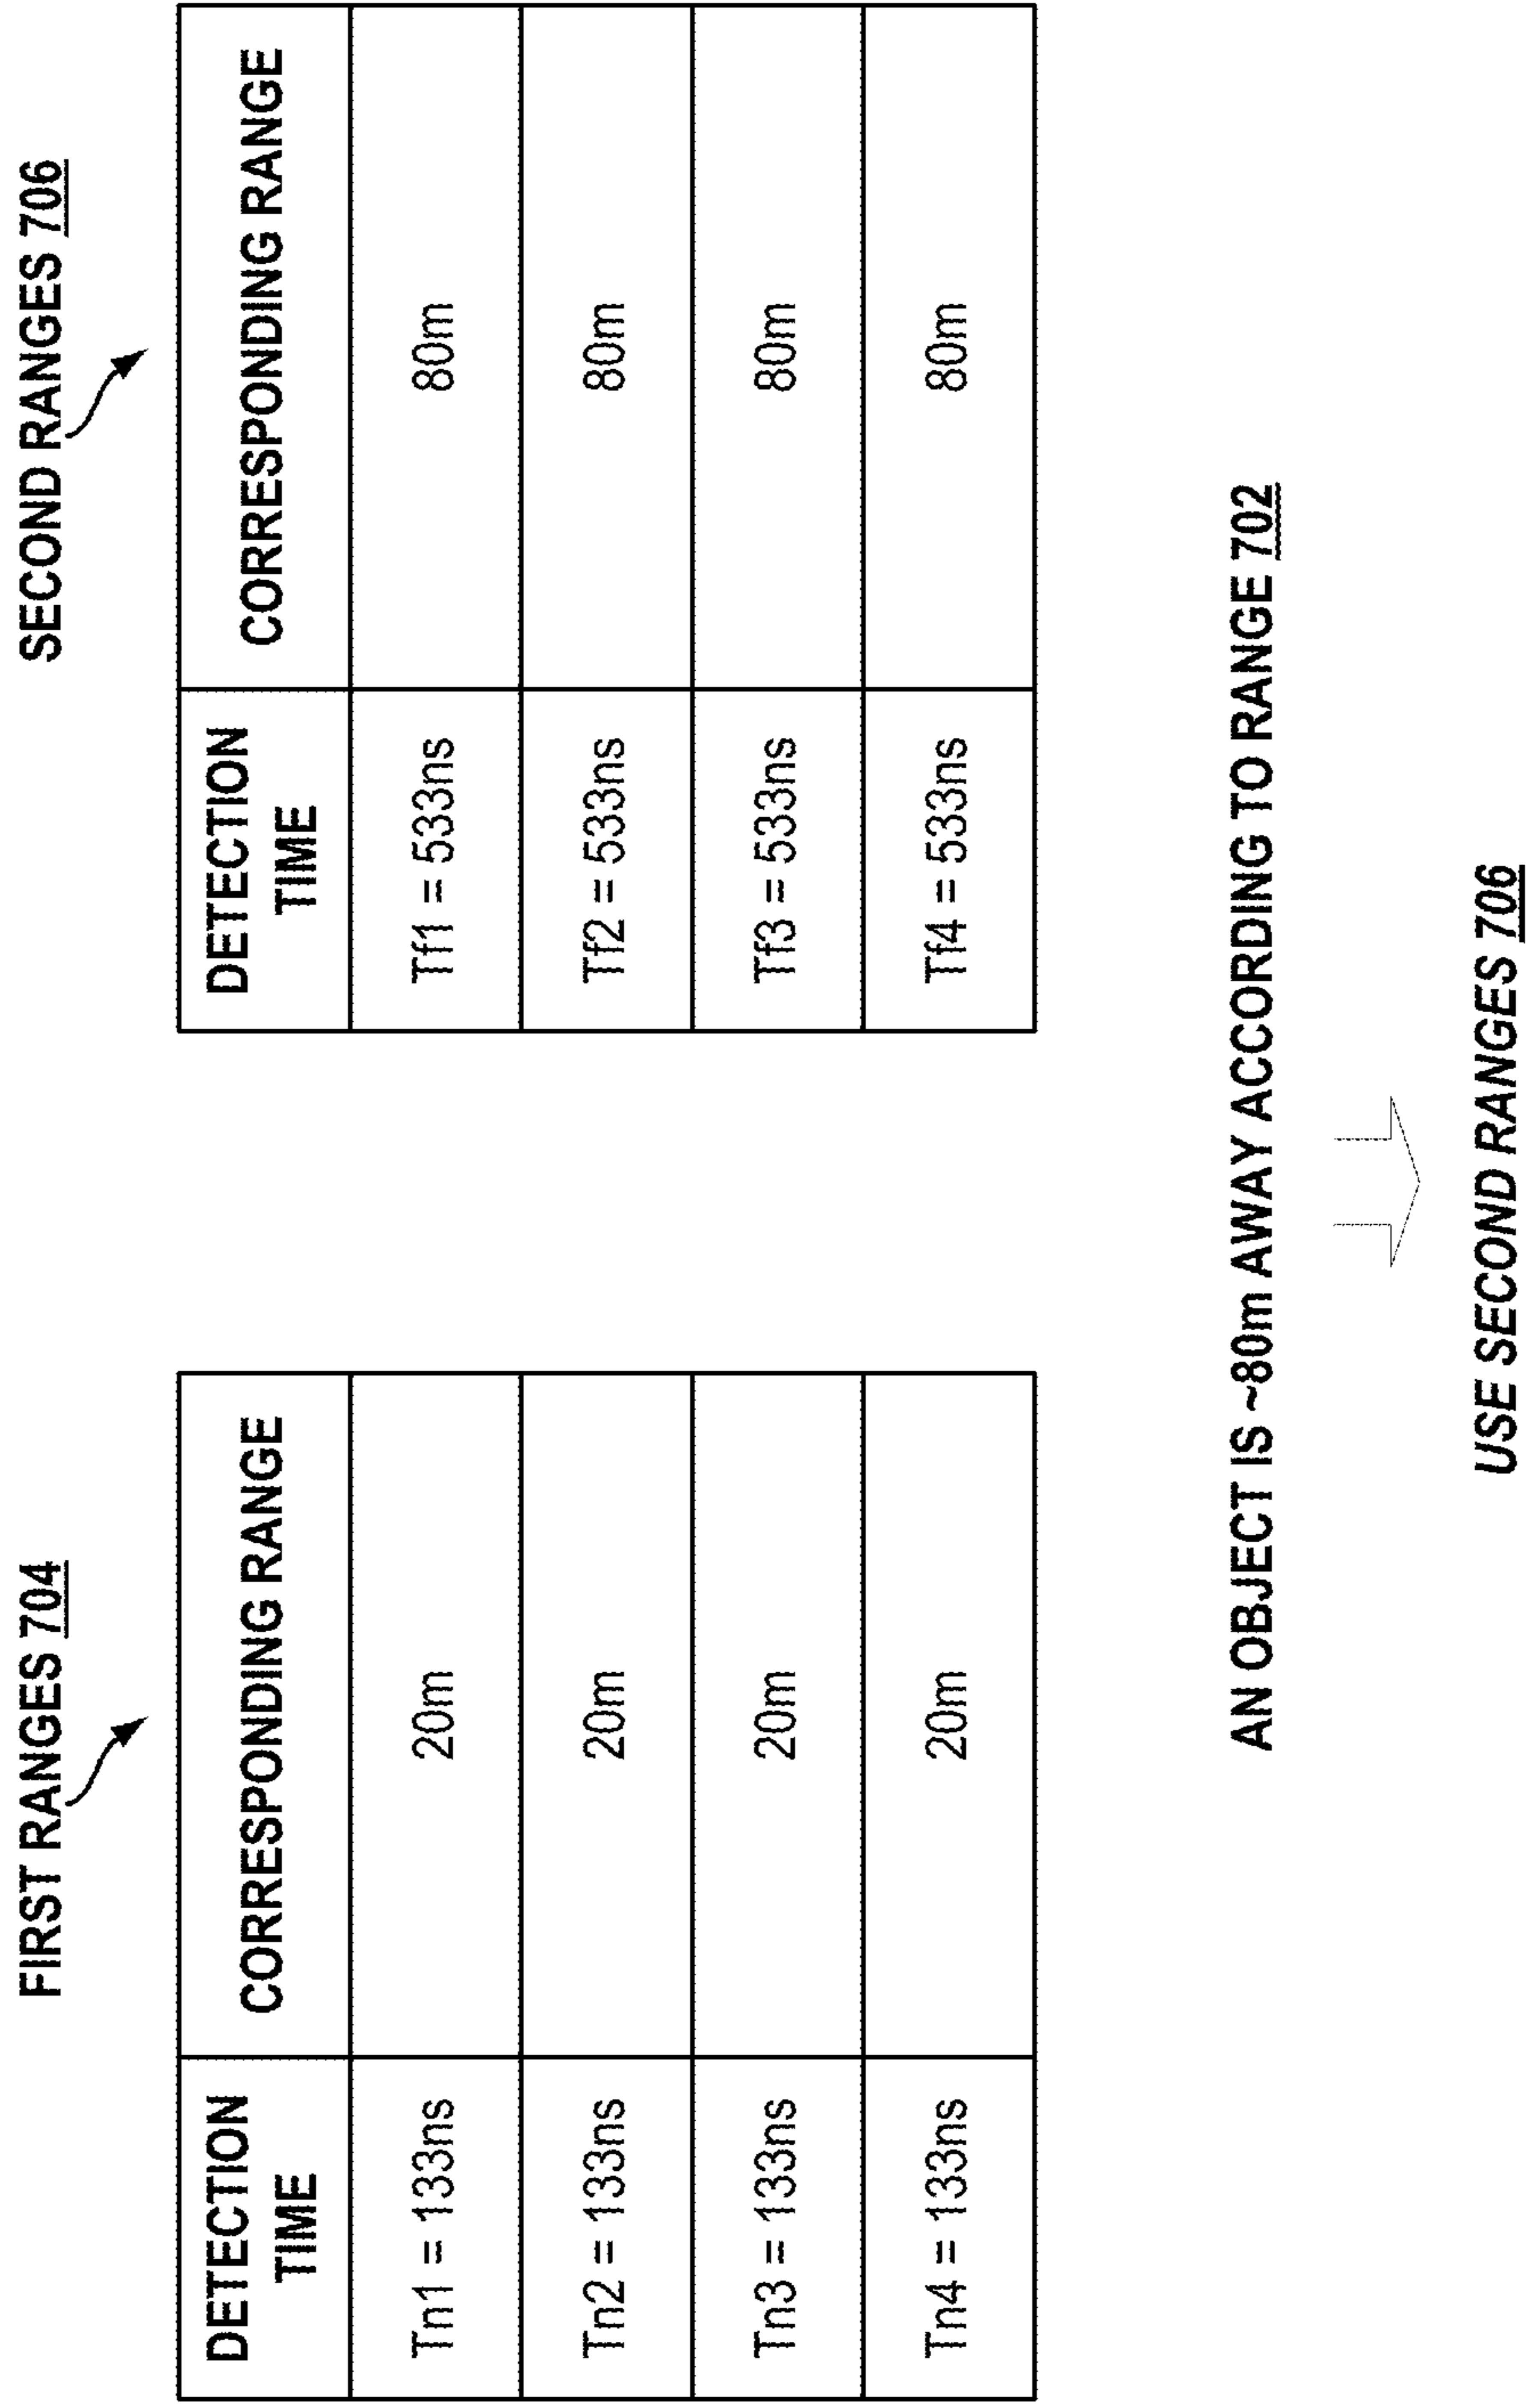 FIRST RANGES 704
DETECTION TIME
CORRESPONDING RANGE
Tn1 = 133ns
20m
Tn2 = 133ns
20m
Tn3 = 133ns
20m
Tn4 = 133ns
20m
SECOND RANGES 706
DETECTION TIME
CORRESPONDING RANGE
Tf1 = 533ns
80m
Tf2 = 533ns
80m
Tf3 = 533ns
80m
Tf4 = 533ns
80m
AN OBJECT IS ~80m AWAY ACCORDING TO RANGE 702
USE SECOND RANGES 706